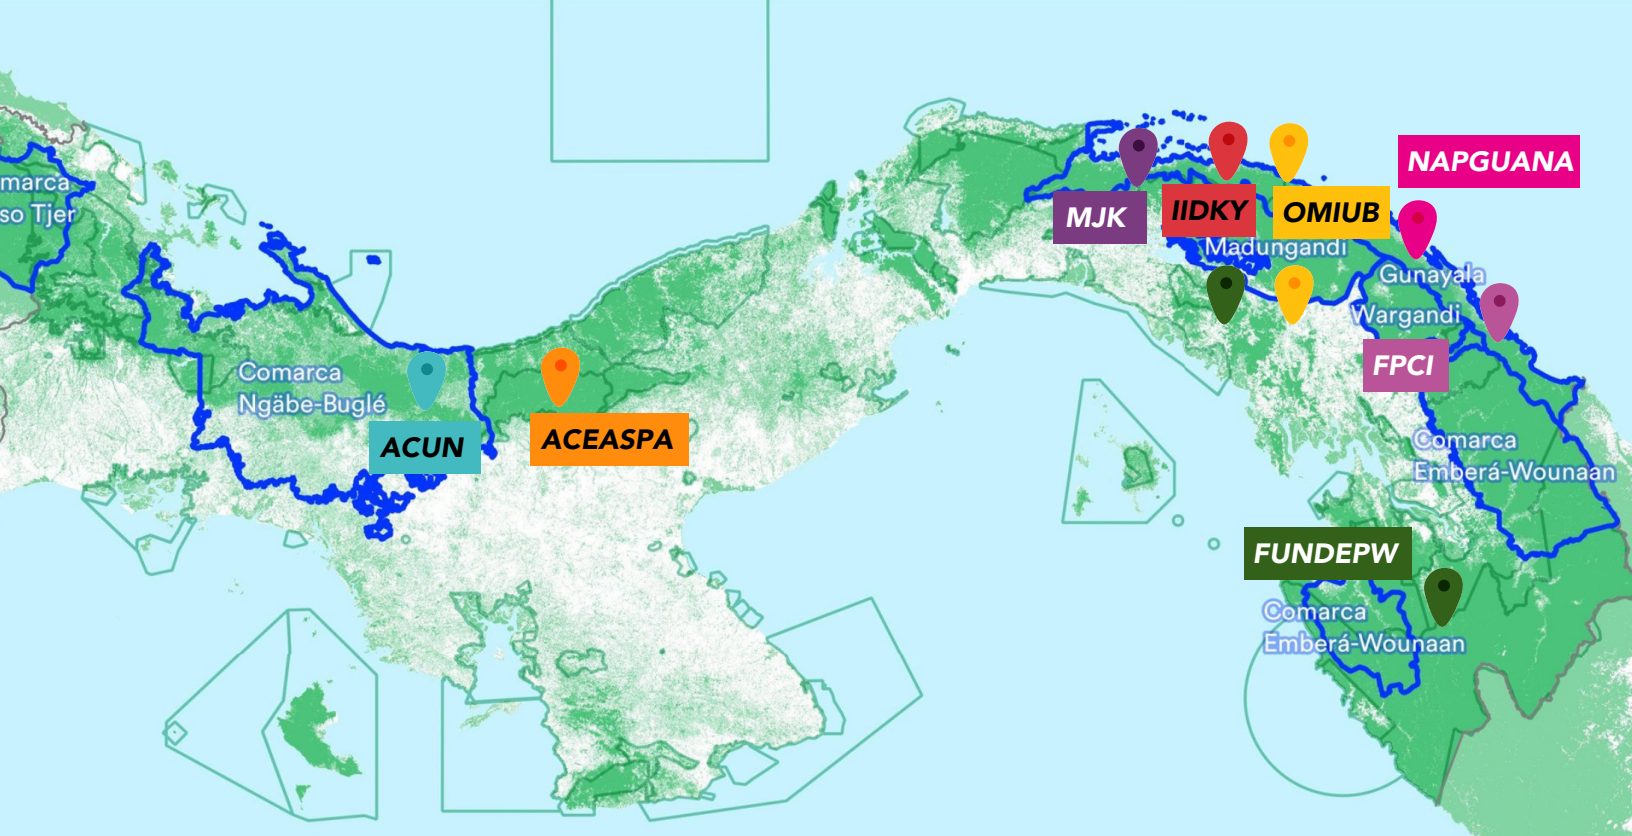 marca
so Tjer
Comarca
Ngäbe-Buglé
ACUN
ACEASPA
MJK
IIDKY
OMIUB
NAPGUANA
Madungandi
Gunayala
Wargandi
FPCI
Comarca
Emberá-Wounaan
FUNDEPW
Comarca
Emberá-Wounaan